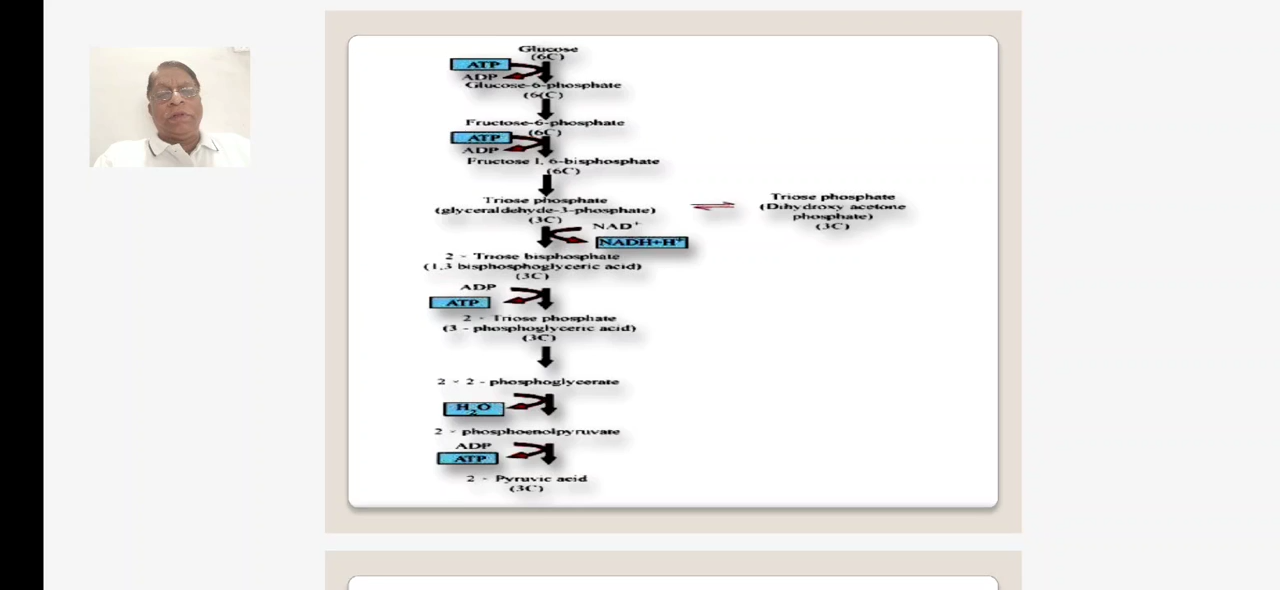 Glucose
(6C)
ATP
ADP
Glucose-6-phosphate
(6(C)
Fructose-6-phosphate
(6C)
ATP
ADP
Fructose 1, 6-bisphosphate
(6C)
Triose phosphate
(glyceraldehyde-3-phosphate)
(3C)
Triose phosphate
(Dihydroxy acetone
phosphate)
(3C)
NAD+
NADH+H+
2 - Triose bisphosphate
(1,3 bisphosphoglyceric acid)
(3C)
ADP
ATP
2 - Triose phosphate
(3 - phosphoglyceric acid)
(3C)
2 × 2 - phosphoglycerate
H2O
2 - phosphoenolpyruvate
ADP
ATP
2 - Pyruvic acid
(3C)